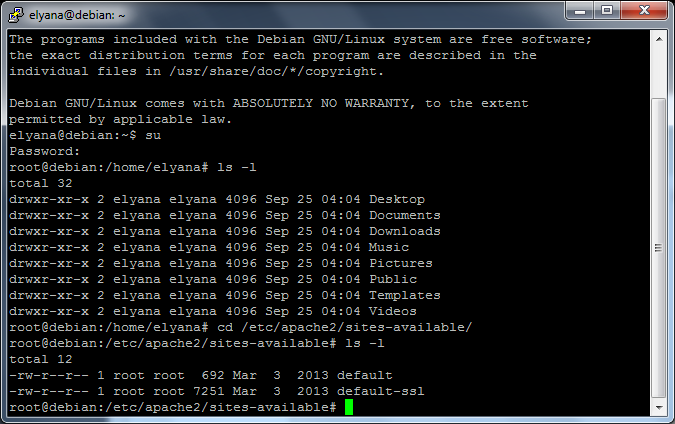 elyana@debian: ~
The programs included with the Debian GNU/Linux system are free software;
the exact distribution terms for each program are described in the
individual files in /usr/share/doc/*/copyright.
Debian GNU/Linux comes with ABSOLUTELY NO WARRANTY, to the extent
permitted by applicable law.
elyana@debian:~$ su
Password:
root@debian:/home/elyana# ls -l
total 32
drwxr-xr-x 2 elyana elyana 4096 Sep 25 04:04 Desktop
drwxr-xr-x 2 elyana elyana 4096 Sep 25 04:04 Documents
drwxr-xr-x 2 elyana elyana 4096 Sep 25 04:04 Downloads
drwxr-xr-x 2 elyana elyana 4096 Sep 25 04:04 Music
drwxr-xr-x 2 elyana elyana 4096 Sep 25 04:04 Pictures
drwxr-xr-x 2 elyana elyana 4096 Sep 25 04:04 Public
drwxr-xr-x 2 elyana elyana 4096 Sep 25 04:04 Templates
drwxr-xr-x 2 elyana elyana 4096 Sep 25 04:04 Videos
root@debian:/home/elyana# cd /etc/apache2/sites-available/
root@debian:/etc/apache2/sites-available# ls -l
total 12
-rw-r--r-- 1 root root  692 Mar  3  2013 default
-rw-r--r-- 1 root root 7251 Mar  3  2013 default-ssl
root@debian:/etc/apache2/sites-available#